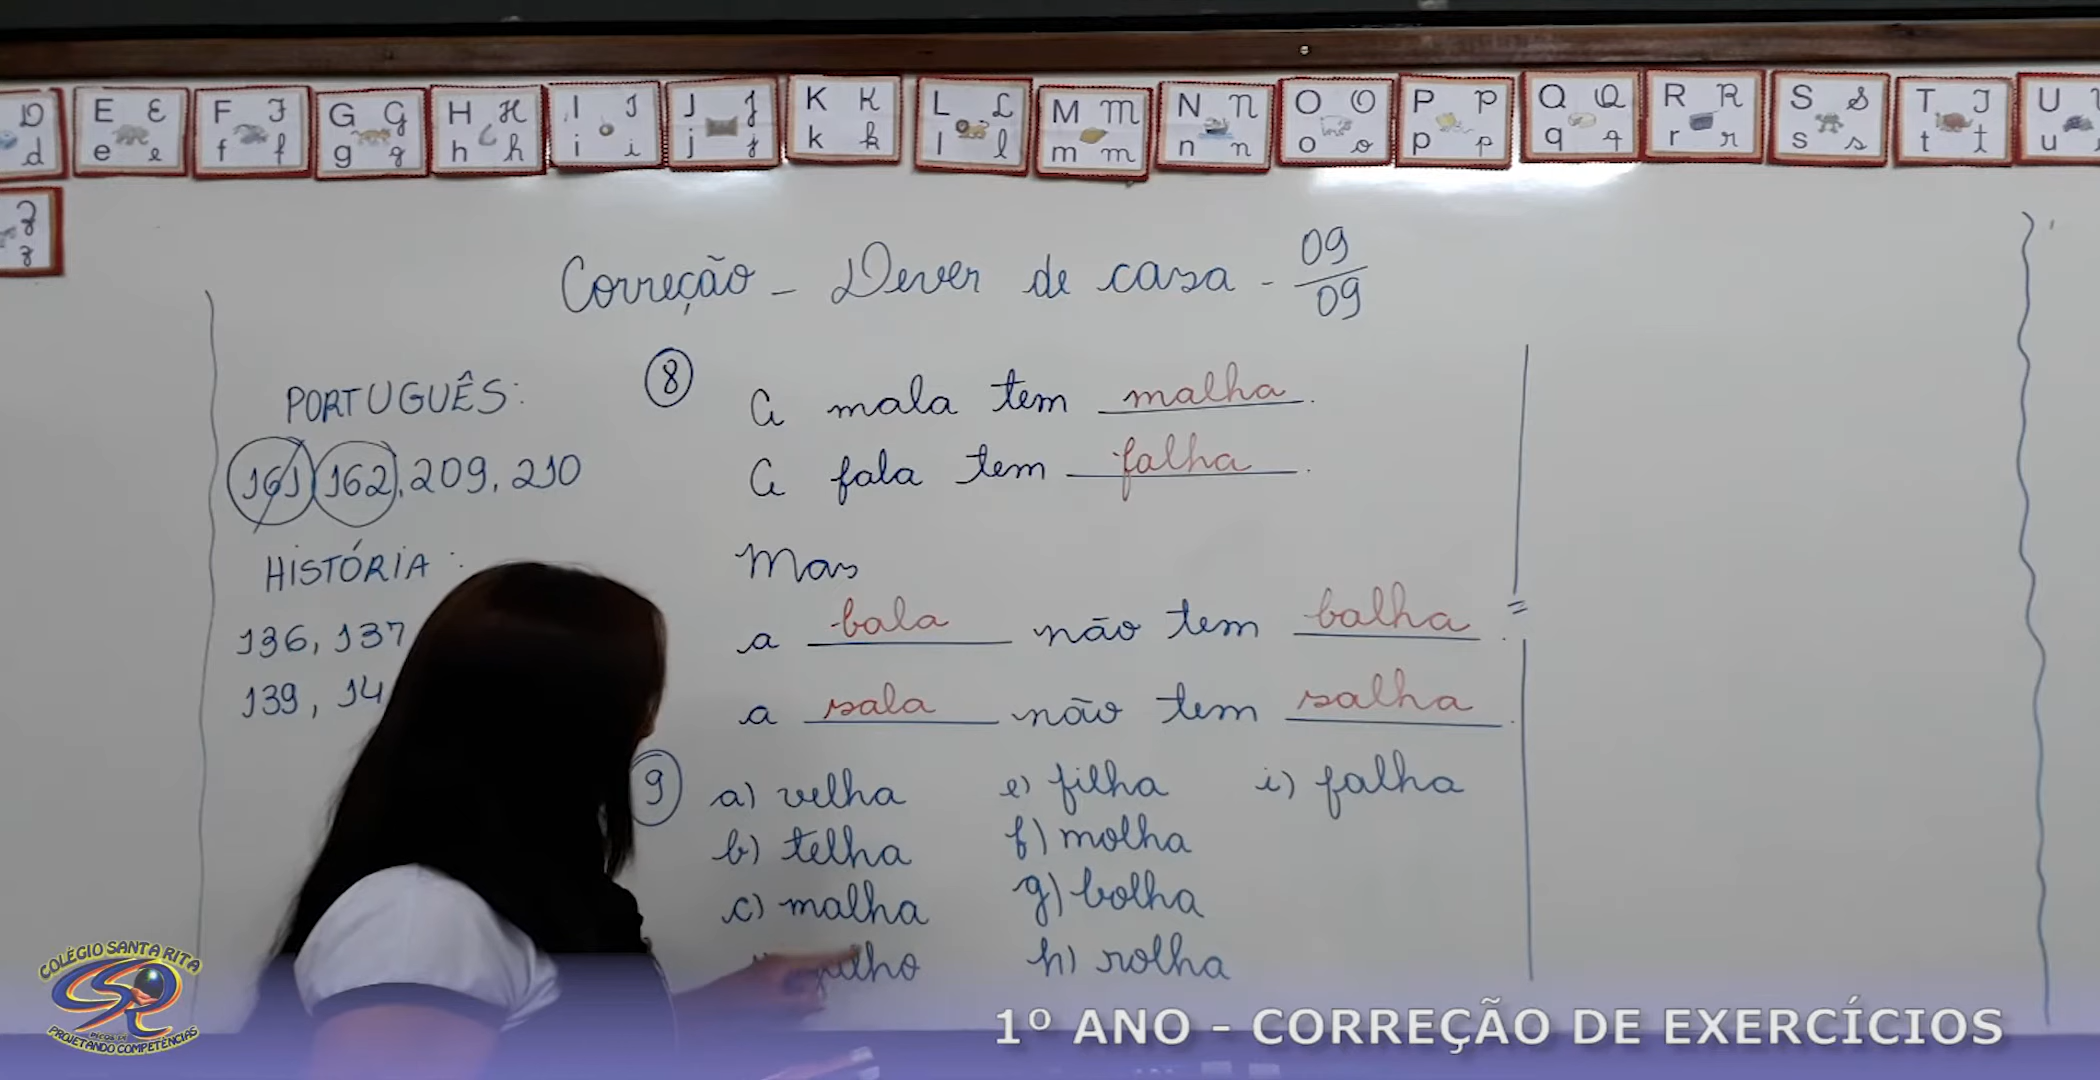 D d
E E e e
F F f f
G G g g
H H h h
I I i i
J J j j
K K k k
L L l l
M M m m
N N n n
O O o o
P P p p
Q Q q q
R R r r
S S s s
T T t t
U u
Z z
Correção - Dever de casa - 09/09
PORTUGUÊS:
161, 162, 209, 210
HISTÓRIA:
136, 137
139, 14
8
A mala tem malha.
A fala tem falha.
Mas
a bala não tem balha.
a sala não tem salha.
9
a) velha e) filha i) falha
b) telha f) molha
c) malha g) bolha
h) rolha
COLÉGIO SANTA RITA
PROJETANDO COMPETÊNCIAS
1º ANO - CORREÇÃO DE EXERCÍCIOS